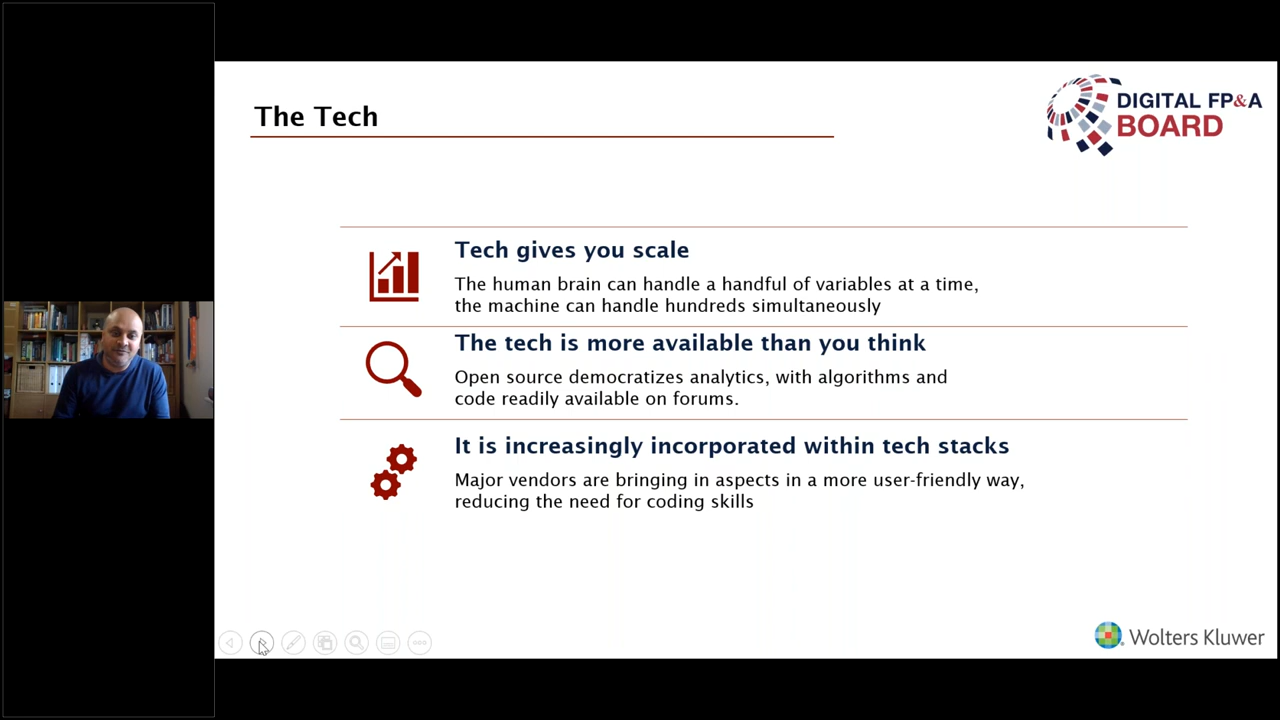 The Tech
DIGITAL FP&A
BOARD
Tech gives you scale
The human brain can handle a handful of variables at a time,
the machine can handle hundreds simultaneously
The tech is more available than you think
Open source democratizes analytics, with algorithms and
code readily available on forums.
It is increasingly incorporated within tech stacks
Major vendors are bringing in aspects in a more user-friendly way,
reducing the need for coding skills
Wolters Kluwer